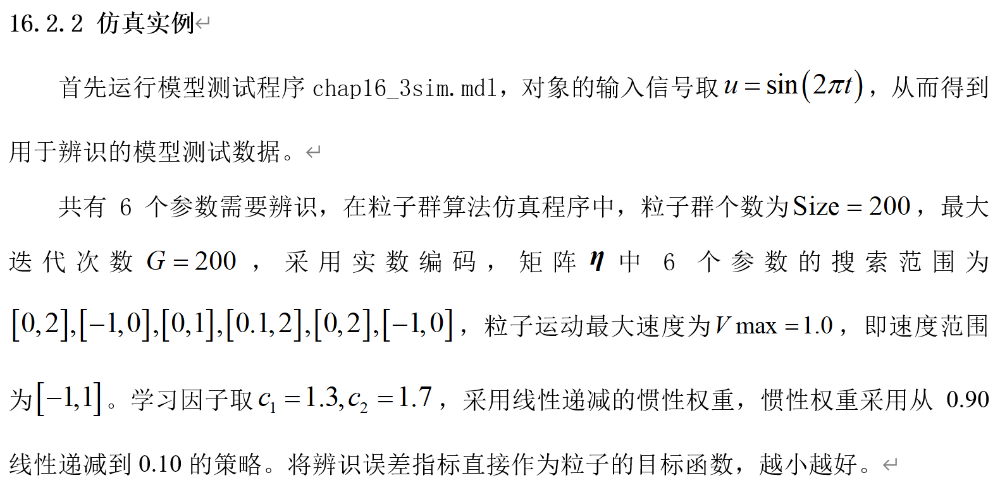 16.2.2 仿真实例↵
首先运行模型测试程序 chap16_3sim.mdl，对象的输入信号取 u = sin(2πt)，从而得到
用于辨识的模型测试数据。↵
共有 6 个参数需要辨识，在粒子群算法仿真程序中，粒子群个数为 Size = 200，最大
迭代次数 G = 200，采用实数编码，矩阵 η 中 6 个参数的搜索范围为
[0,2],[−1,0],[0,1],[0.1,2],[0,2],[−1,0]，粒子运动最大速度为 V max = 1.0，即速度范围
为[−1,1]。学习因子取 c₁ = 1.3, c₂ = 1.7，采用线性递减的惯性权重，惯性权重采用从 0.90
线性递减到 0.10 的策略。将辨识误差指标直接作为粒子的目标函数，越小越好。↵